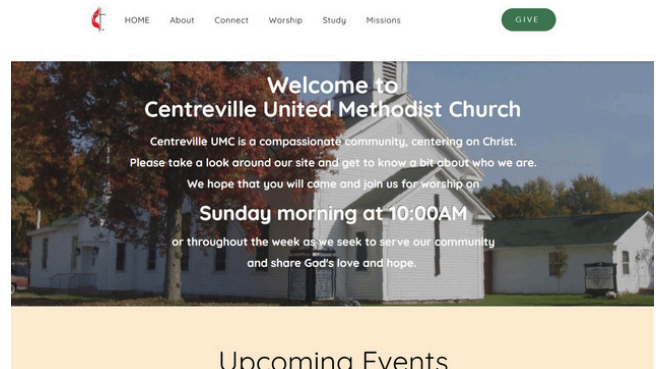 HOME About Connect Worship Study Missions GIVE
Welcome to
Centreville United Methodist Church
Centreville UMC is a compassionate community, centering on Christ.
Please take a look around our site and get to know a bit about who we are.
We hope that you will come and join us for worship on
Sunday morning at 10:00AM
or throughout the week as we seek to serve our community
and share God's love and hope.
Upcoming Events